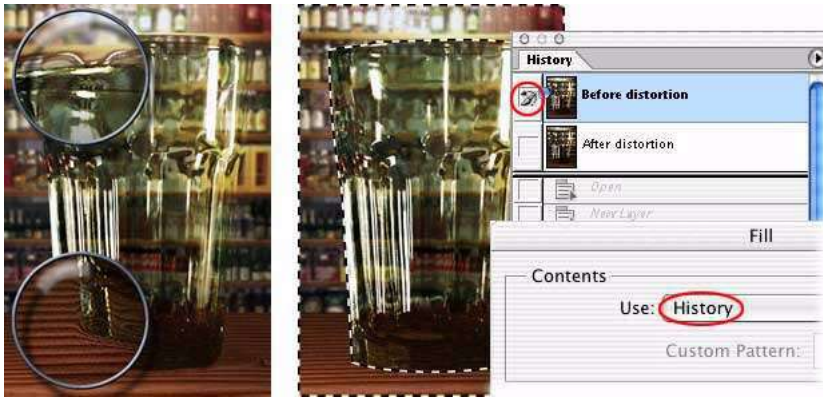 History
Before distortion
After distortion
Open
New Layer
Fill
Contents
Use: History
Custom Pattern: